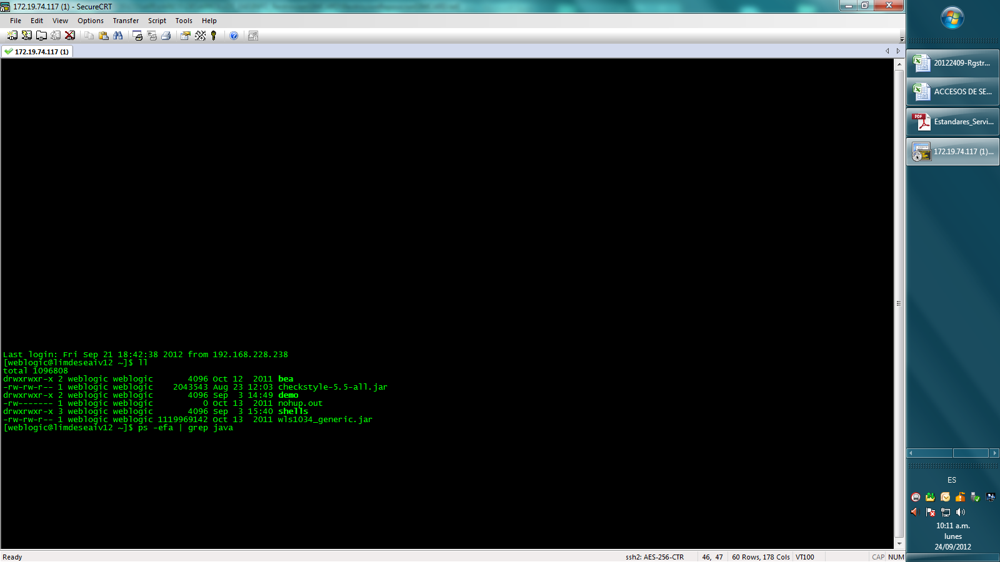 172.19.74.117 (1) - SecureCRT
File Edit View Options Transfer Script Tools Help
172.19.74.117 (1)
Last login: Fri Sep 21 18:42:38 2012 from 192.168.228.238
[weblogic@limdeseaiv12 ~]$ ll
total 1096808
drwxrwxr-x 2 weblogic weblogic       4096 Oct 12  2011 bea
-rw-rw-r-- 1 weblogic weblogic    2043543 Aug 23 12:03 checkstyle-5.5-all.jar
drwxrwxr-x 2 weblogic weblogic       4096 Sep  3 14:49 demo
-rw------- 1 weblogic weblogic          0 Oct 13  2011 nohup.out
drwxrwxr-x 3 weblogic weblogic       4096 Sep  3 15:40 shells
-rw-rw-r-- 1 weblogic weblogic 1119969142 Oct 13  2011 wls1034_generic.jar
[weblogic@limdeseaiv12 ~]$ ps -efa | grep java
Ready
ssh2: AES-256-CTR 46, 47 60 Rows, 178 Cols VT100 CAP NUM
20122409-Rgstr...
ACCESOS DE SE...
PDF
Estandares_Servi...
172.19.74.117 (1)...
ES
10:11 a.m.
lunes
24/09/2012